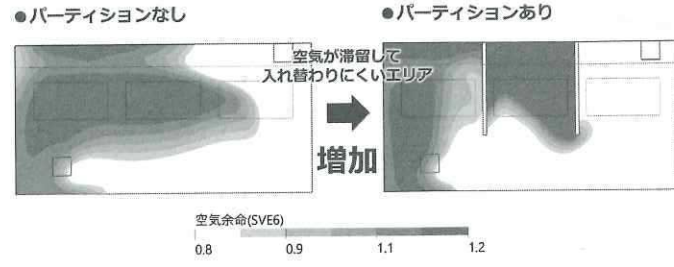 ●パーティションなし
●パーティションあり
空気が滞留して
入れ替わりにくいエリア
増加
空気余命(SVE6)
0.8 0.9 1.1 1.2